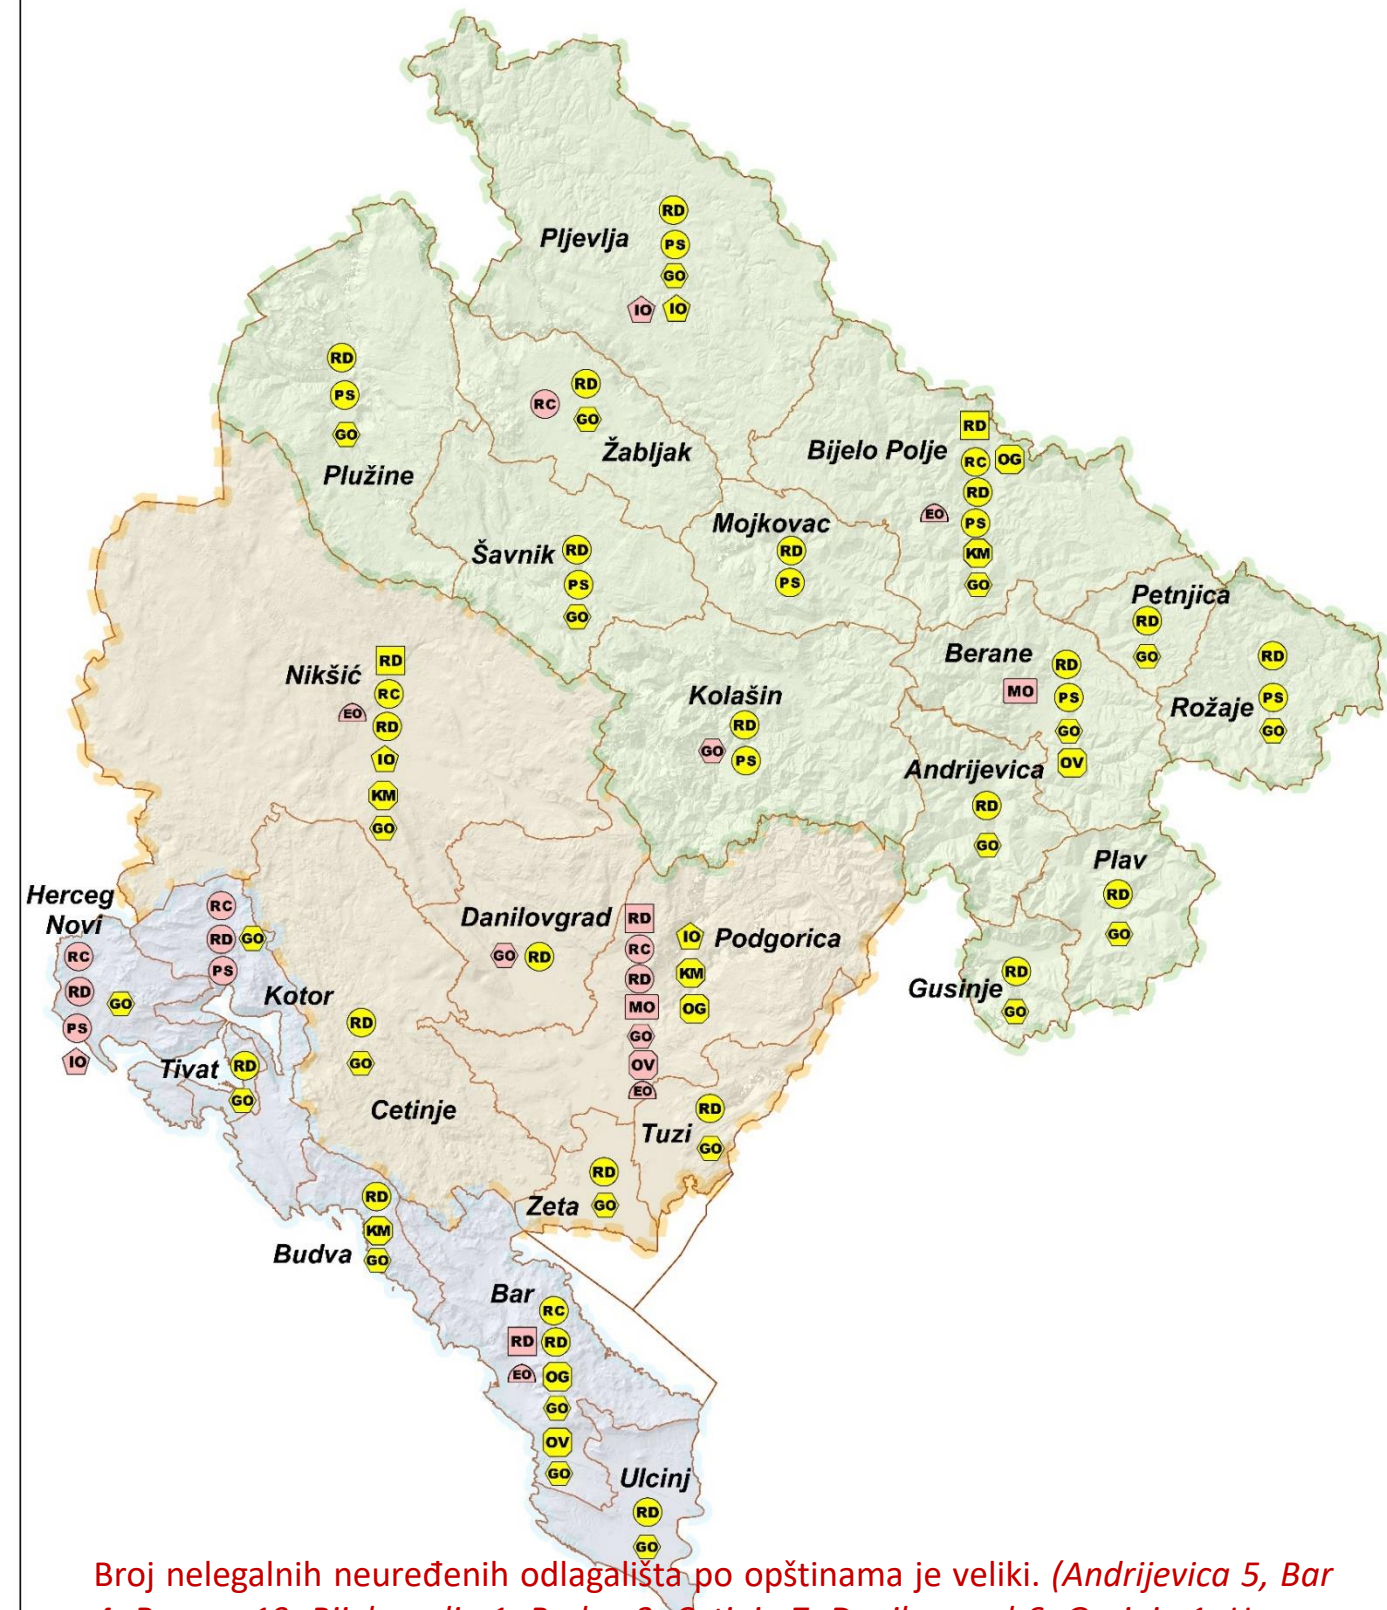 RD
Pljevlja
PS
GO
IO IO
RD
PS
GO
Plužine
RD
RC
GO
Žabljak
RD
Bijelo Polje
RC OG
RD
EO
PS
KM
GO
Mojkovac
RD
PS
Šavnik RD
PS
GO
Petnjica
RD
GO
Berane
RD
MO
PS
GO
OV
RD
Rožaje PS
GO
Nikšić
RD
RC
EO
RD
IO
KM
GO
Kolašin
RD
GO PS
Andrijevica
RD
GO
Plav
RD
GO
Gusinje
RD
GO
Herceg
Novi
RC
RD
GO
PS
IO
RC
RD GO
PS
Kotor
RD
GO
Cetinje
Danilovgrad
GO RD
RD
RC
RD
MO
GO
OV
EO
IO Podgorica
KM
OG
Tivat RD
GO
RD
Tuzi
GO
RD
Zeta GO
RD
KM
Budva
GO
Bar
RC
RD RD
EO OG
GO
OV
GO
Ulcinj
RD
GO
Broj nelegalnih neuređenih odlagališta po opštinama je veliki. (Andrijevica 5, Bar